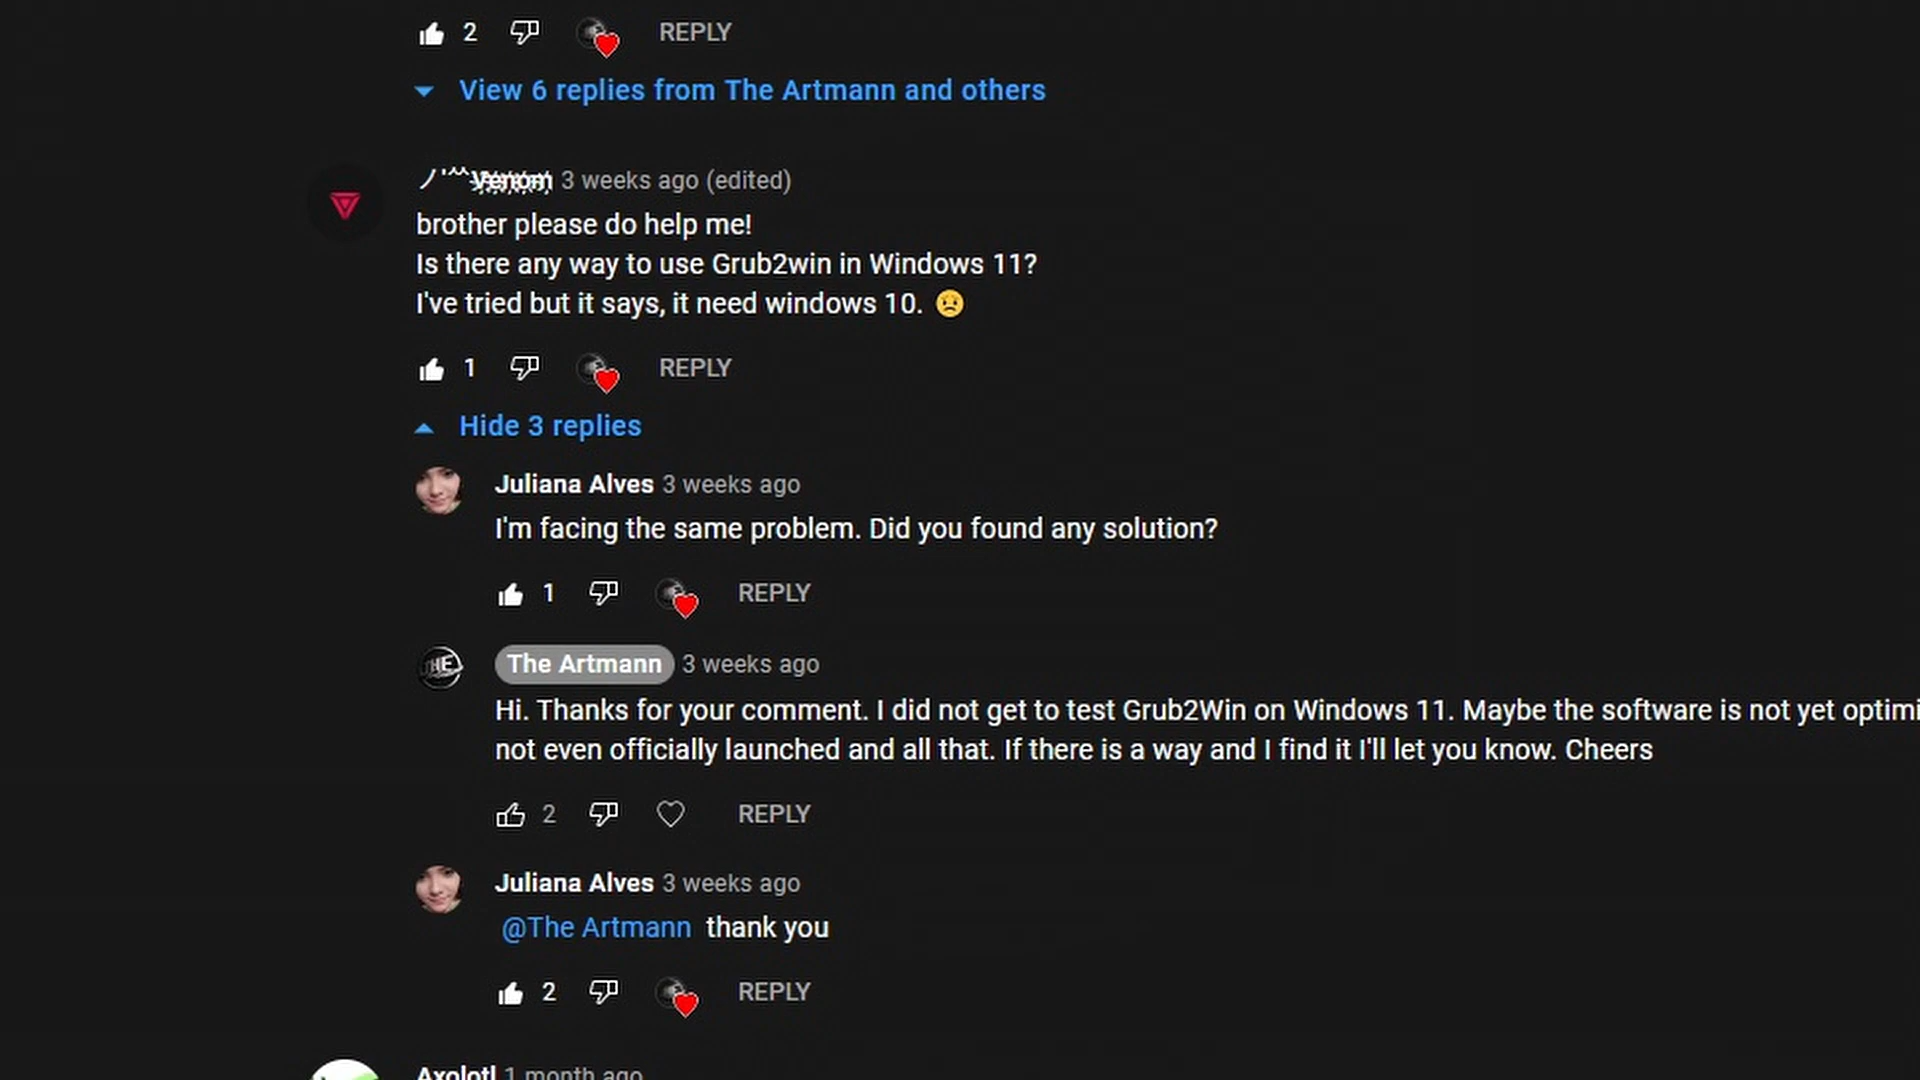 2 REPLY
View 6 replies from The Artmann and others
Venom 3 weeks ago (edited)
brother please do help me!
Is there any way to use Grub2win in Windows 11?
I've tried but it says, it need windows 10. 😟
1 REPLY
Hide 3 replies
Juliana Alves 3 weeks ago
I'm facing the same problem. Did you found any solution?
1 REPLY
THE
The Artmann 3 weeks ago
Hi. Thanks for your comment. I did not get to test Grub2Win on Windows 11. Maybe the software is not yet optimi
not even officially launched and all that. If there is a way and I find it I'll let you know. Cheers
2 REPLY
Juliana Alves 3 weeks ago
@The Artmann thank you
2 REPLY
Axolotl 1 month ago